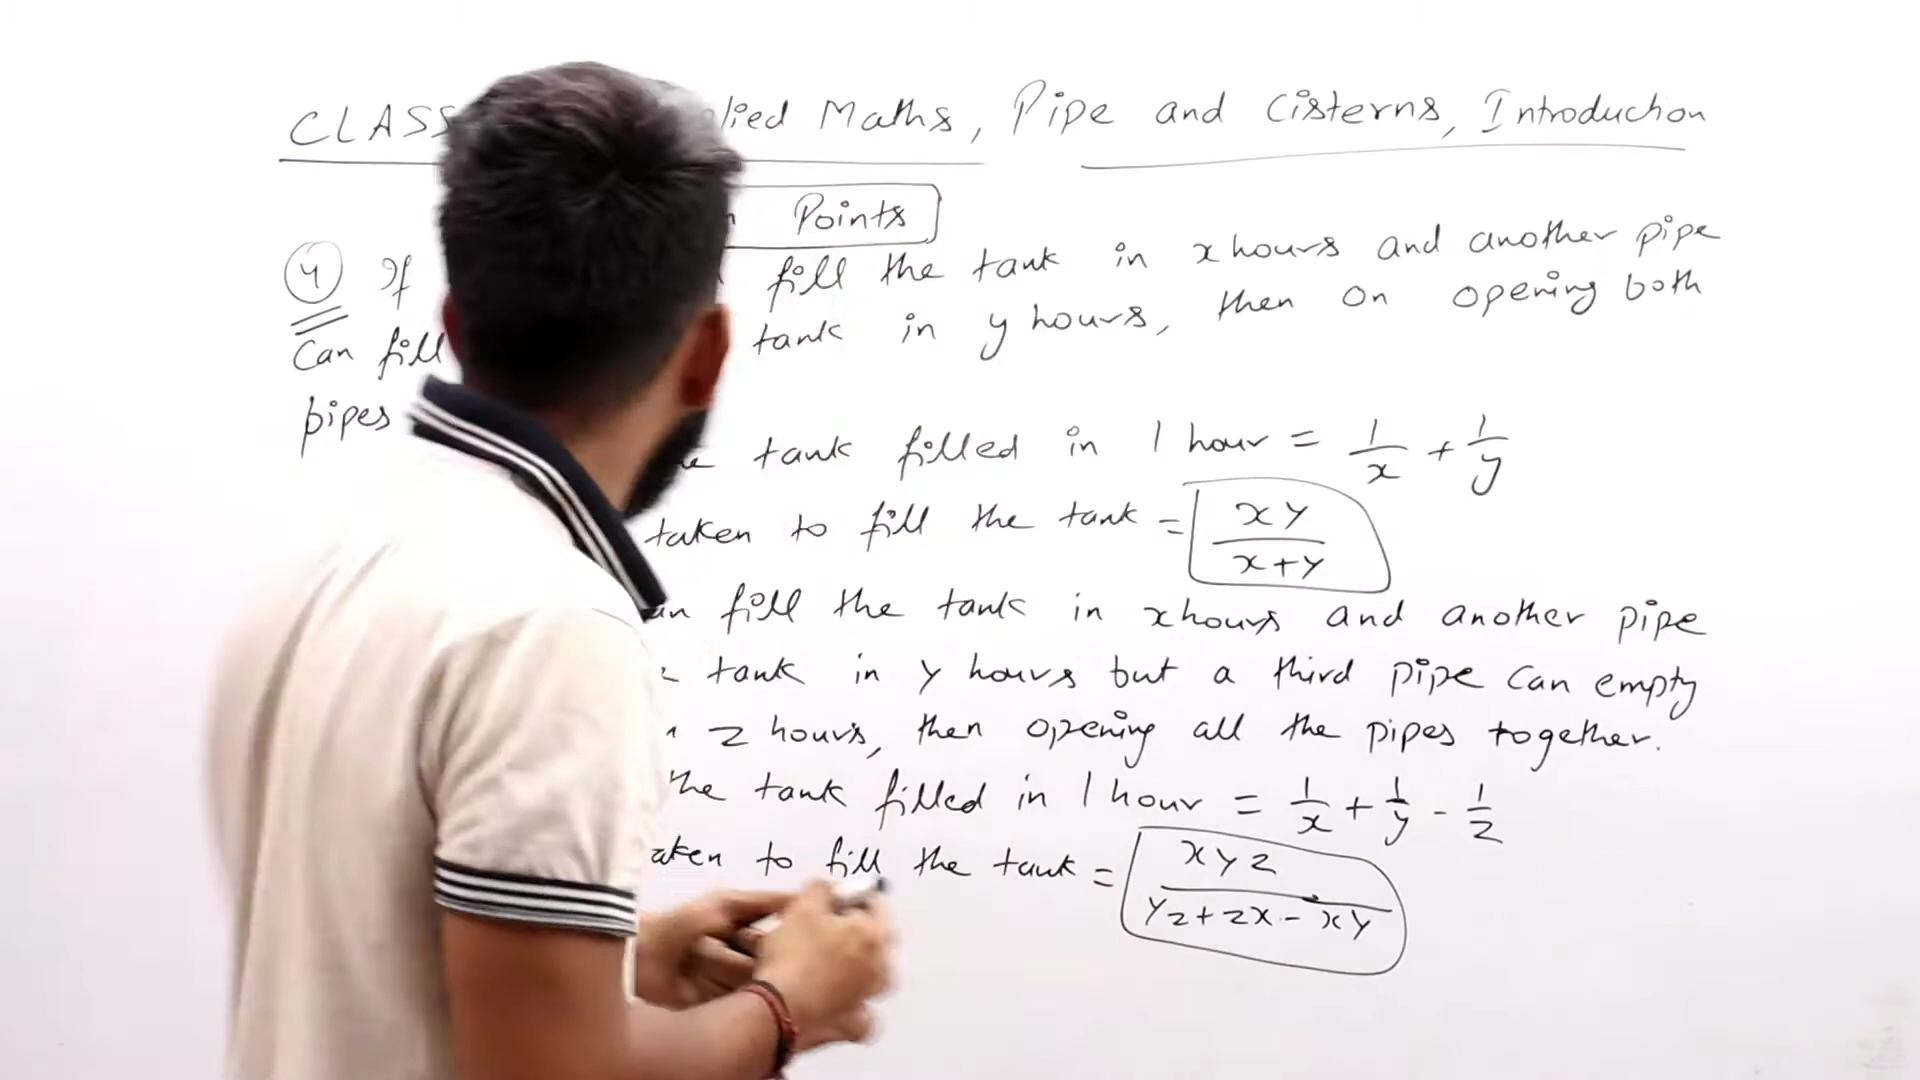 CLASS Maths, Pipe and Cisterns, Introduction
Points
4 If fill the tank in x hours and another pipe
Can fill tank in y hours, then on opening both
pipes
tank filled in 1 hour = 1/x + 1/y
taken to fill the tank = xy/(x+y)
fill the tank in x hours and another pipe
tank in y hours but a third pipe can empty
z hours, then opening all the pipes together.
the tank filled in 1 hour = 1/x + 1/y - 1/z
to fill the tank = xyz/(yz+zx-xy)